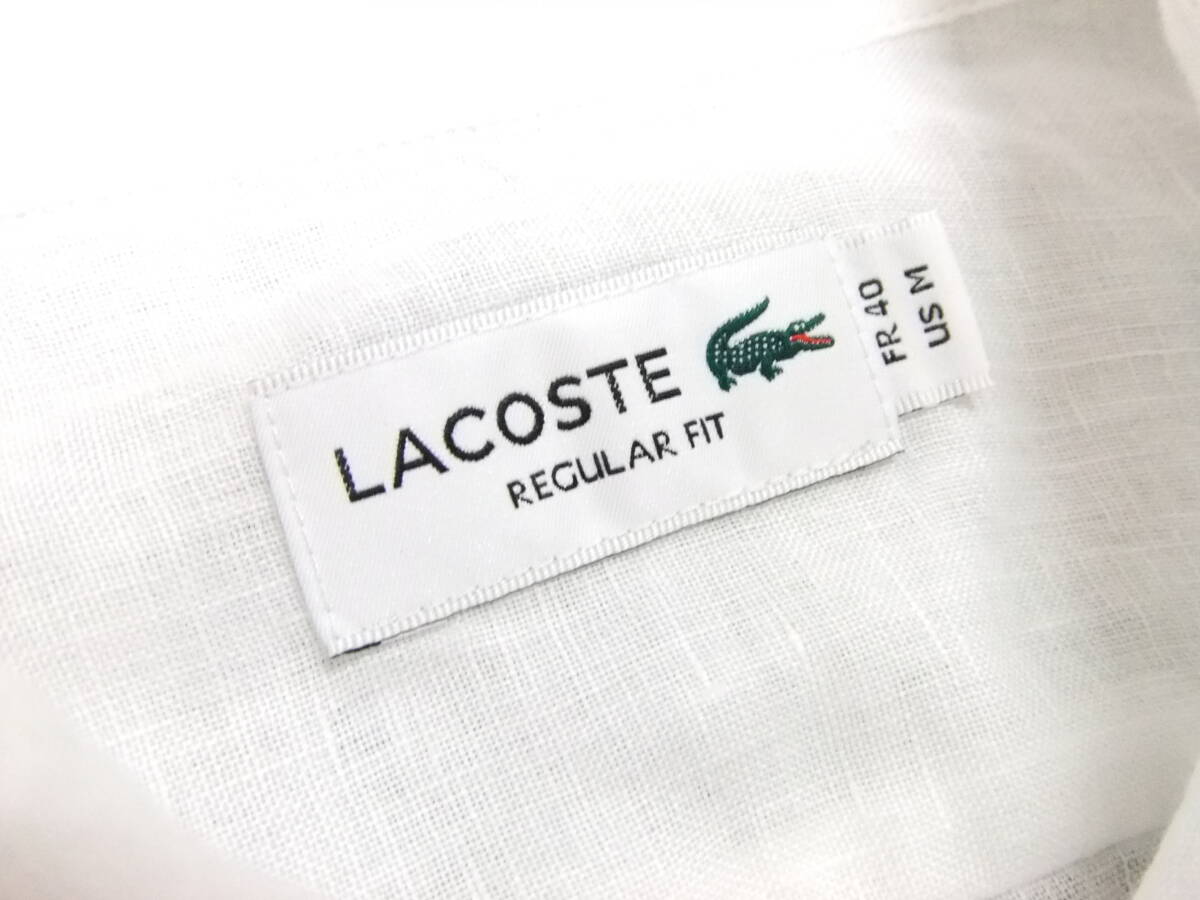 LACOSTE
REGULAR FIT
FR 40
US M